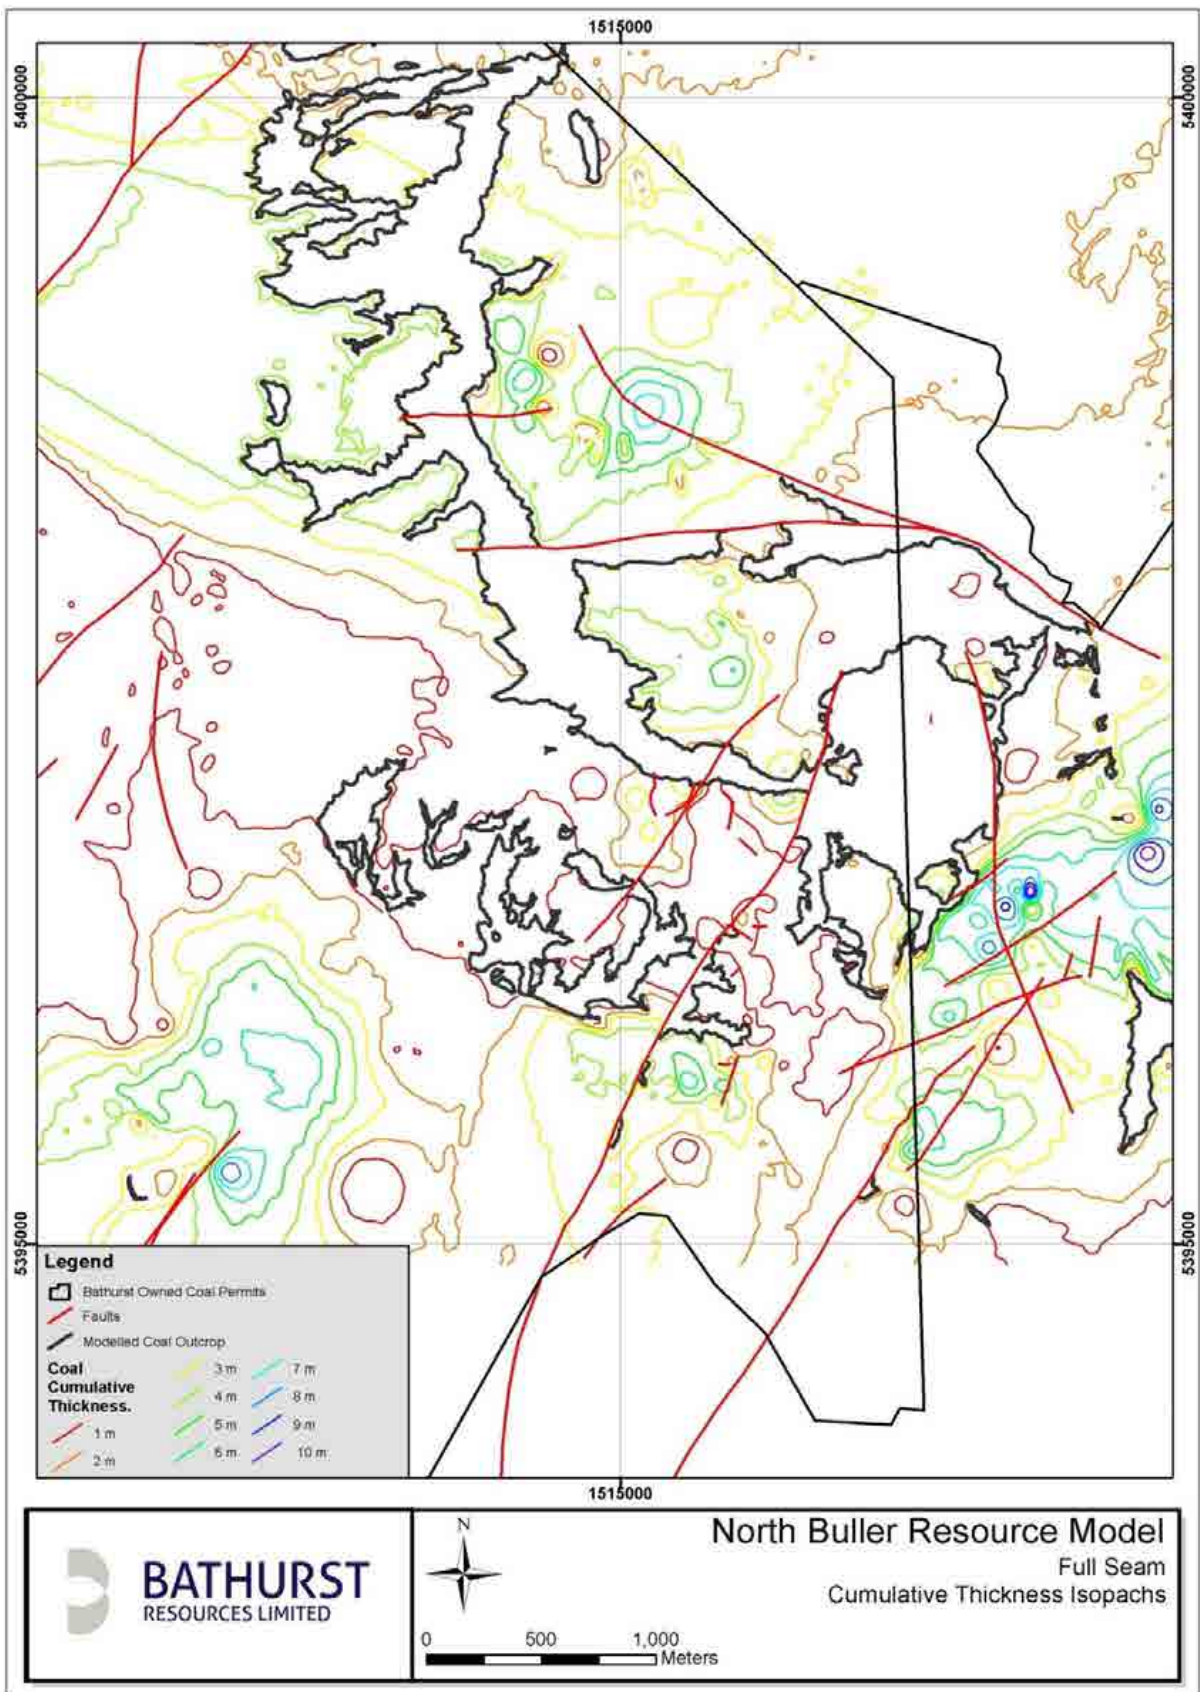 1515000
5400000
5400000
5395000
5395000
Legend
Bathurst Owned Coal Permits
Faults
Modelled Coal Outcrop
Coal
Cumulative
Thickness.
1 m
2 m
3 m
4 m
5 m
6 m
7 m
8 m
9 m
10 m
1515000
BATHURST
RESOURCES LIMITED
N
0 500 1,000
Meters
North Buller Resource Model
Full Seam
Cumulative Thickness Isopachs